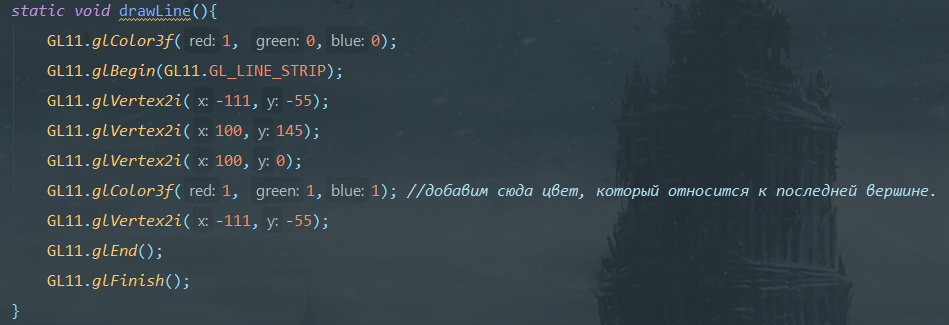 static void drawLine(){
GL11.glColor3f( red: 1, green: 0, blue: 0);
GL11.glBegin(GL11.GL_LINE_STRIP);
GL11.glVertex2i( x: -111, y: -55);
GL11.glVertex2i( x: 100, y: 145);
GL11.glVertex2i( x: 100, y: 0);
GL11.glColor3f( red: 1, green: 1, blue: 1); //добавим сюда цвет, который относится к последней вершине.
GL11.glVertex2i( x: -111, y: -55);
GL11.glEnd();
GL11.glFinish();
}